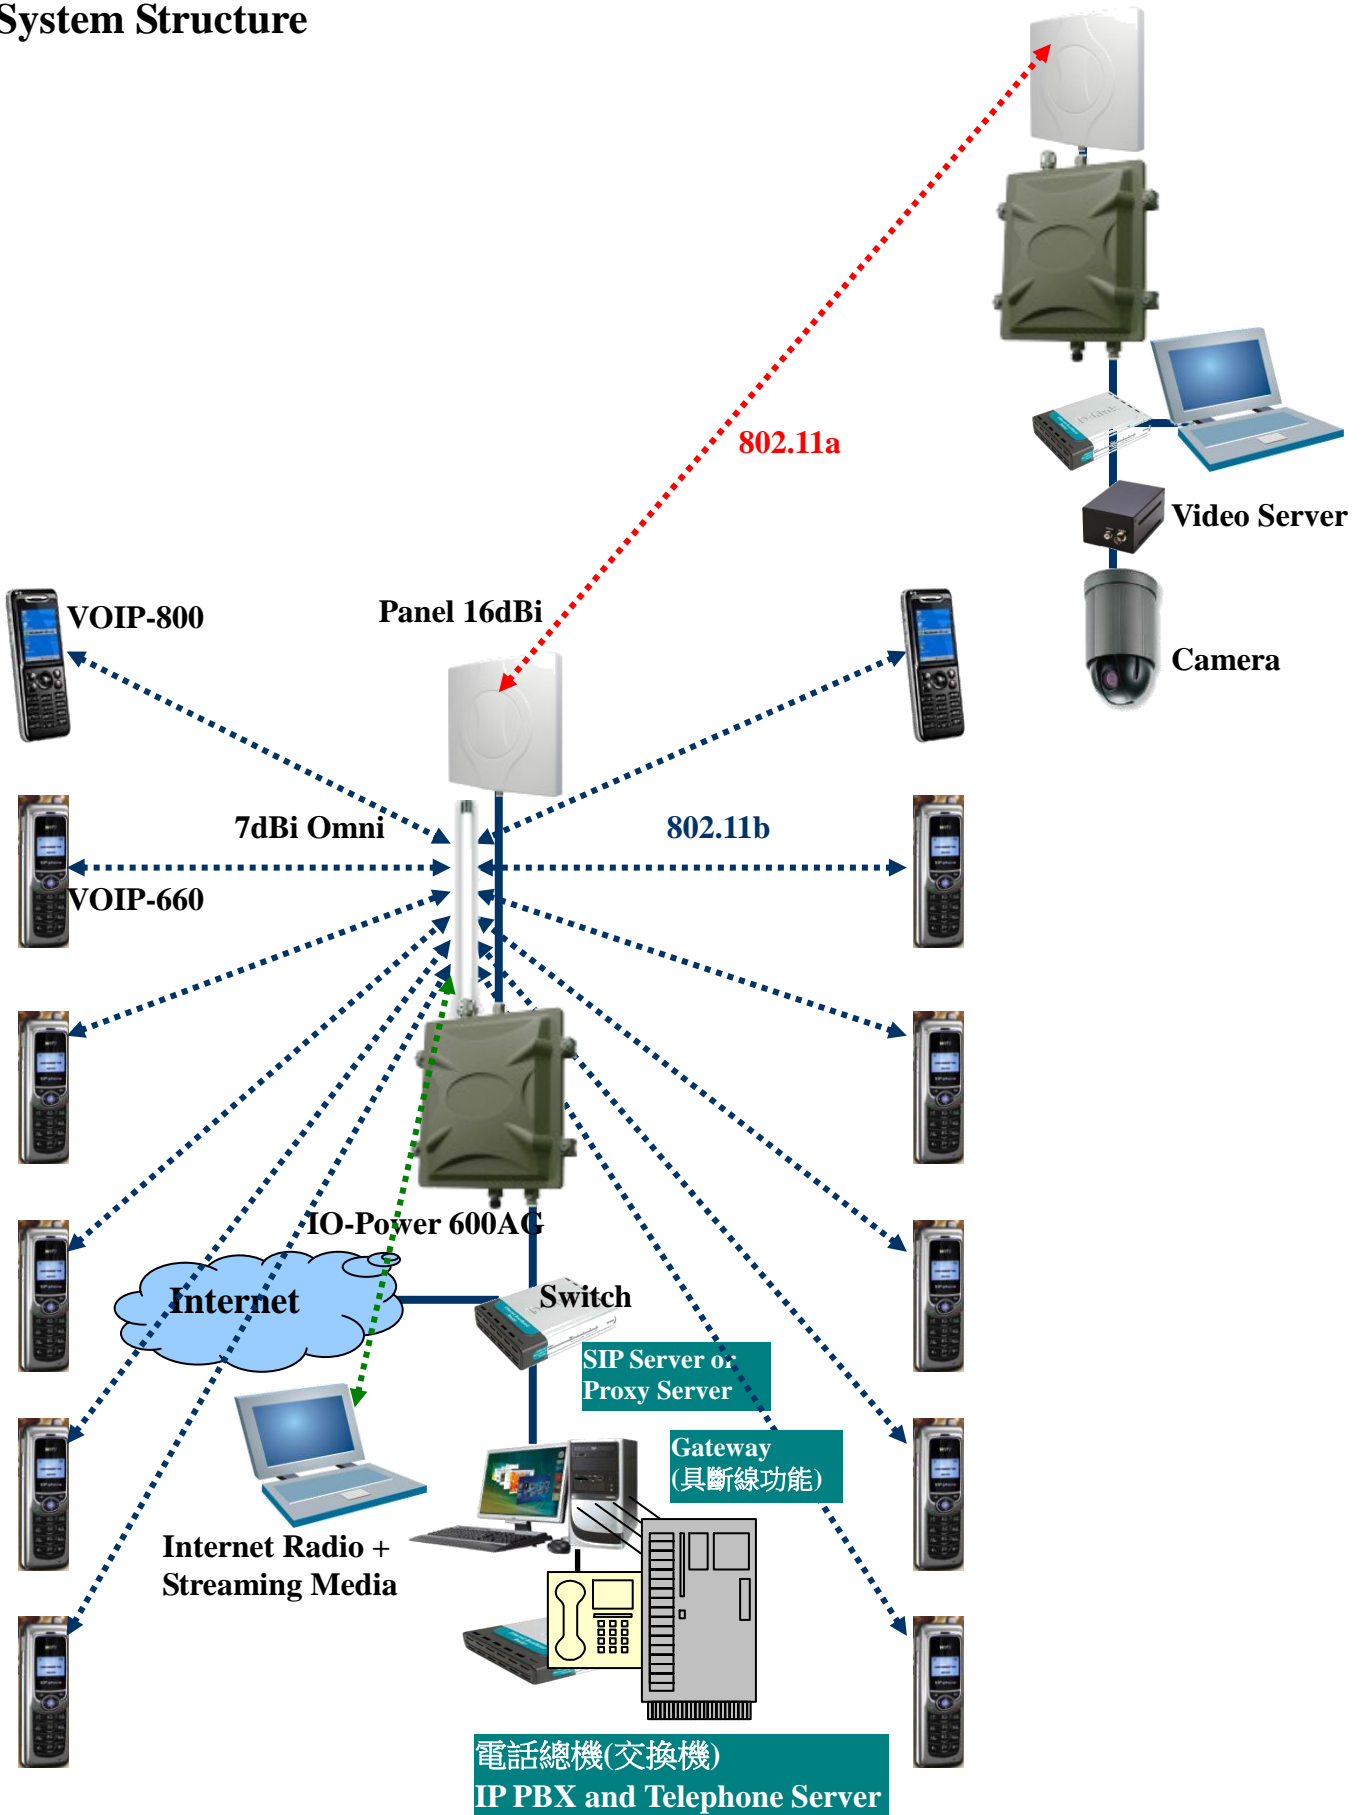 System Structure
802.11a
Video Server
VOIP-800
Panel 16dBi
Camera
7dBi Omni
802.11b
VOIP-660
IO-Power 600AG
Internet
Switch
SIP Server or
Proxy Server
Gateway
(具斷線功能)
Internet Radio +
Streaming Media
電話總機(交換機)
IP PBX and Telephone Server